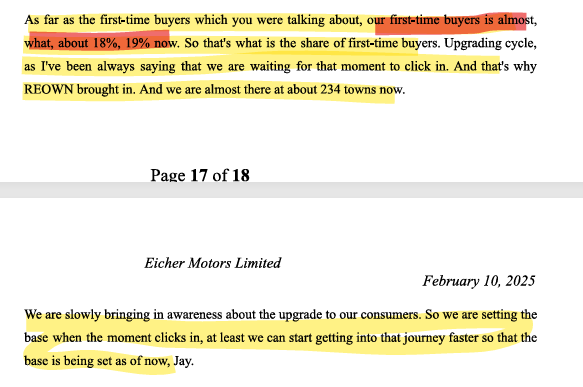 As far as the first-time buyers which you were talking about, our first-time buyers is almost,
what, about 18%, 19% now. So that's what is the share of first-time buyers. Upgrading cycle,
as I've been always saying that we are waiting for that moment to click in. And that's why
REOWN brought in. And we are almost there at about 234 towns now.
Page 17 of 18
Eicher Motors Limited
February 10, 2025
We are slowly bringing in awareness about the upgrade to our consumers. So we are setting the
base when the moment clicks in, at least we can start getting into that journey faster so that the
base is being set as of now, Jay.